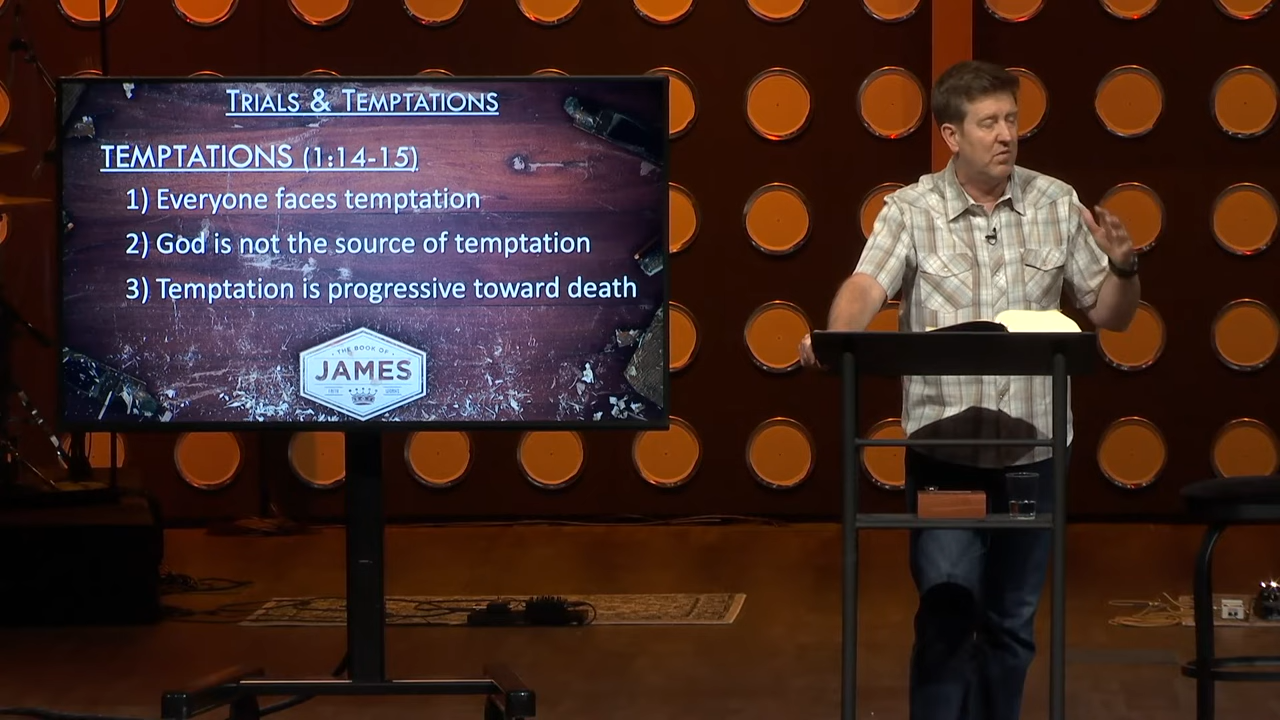 TRIALS & TEMPTATIONS
TEMPTATIONS (1:14-15)
1) Everyone faces temptation
2) God is not the source of temptation
3) Temptation is progressive toward death
THE BOOK OF
JAMES